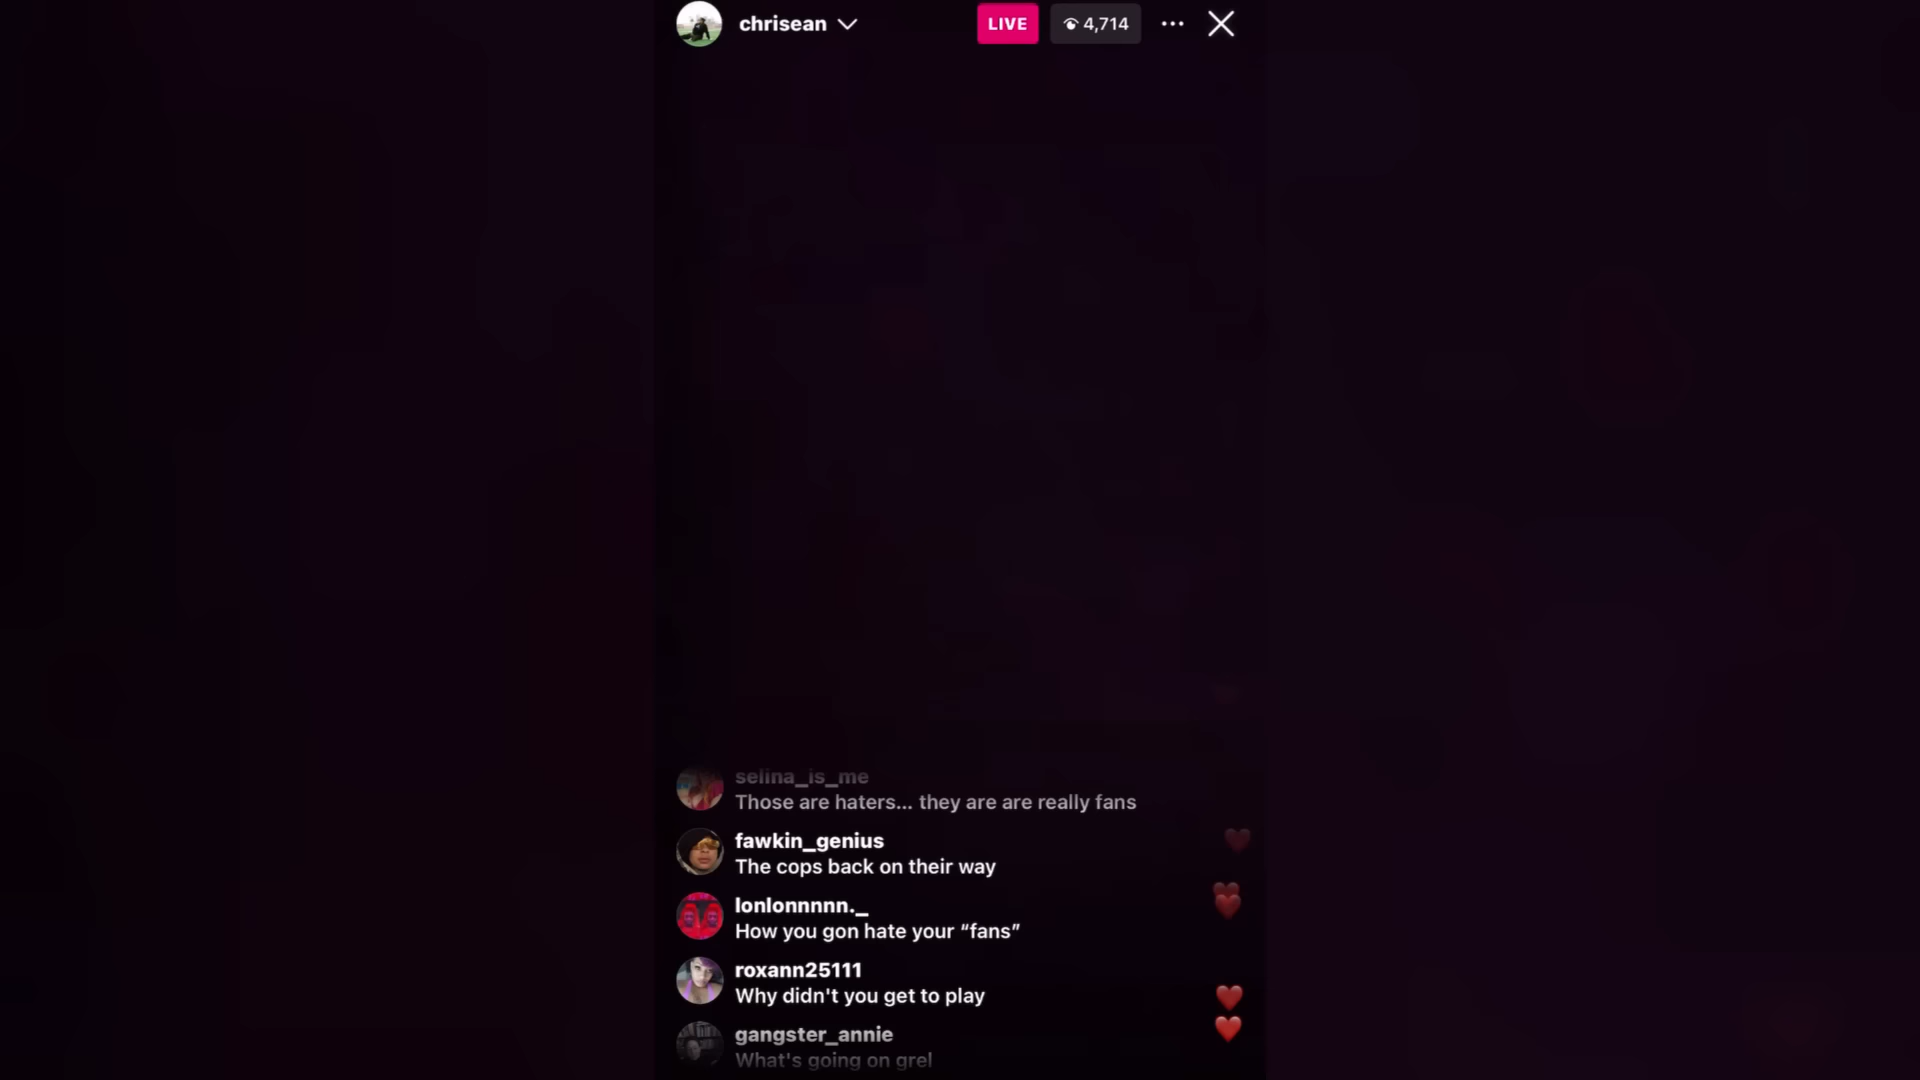 chrisean
LIVE
4,714
selina_is_me
Those are haters... they are are really fans
fawkin_genius
The cops back on their way
lonlonnnnn._
How you gon hate your “fans”
roxann25111
Why didn't you get to play
gangster_annie
What's going on grel